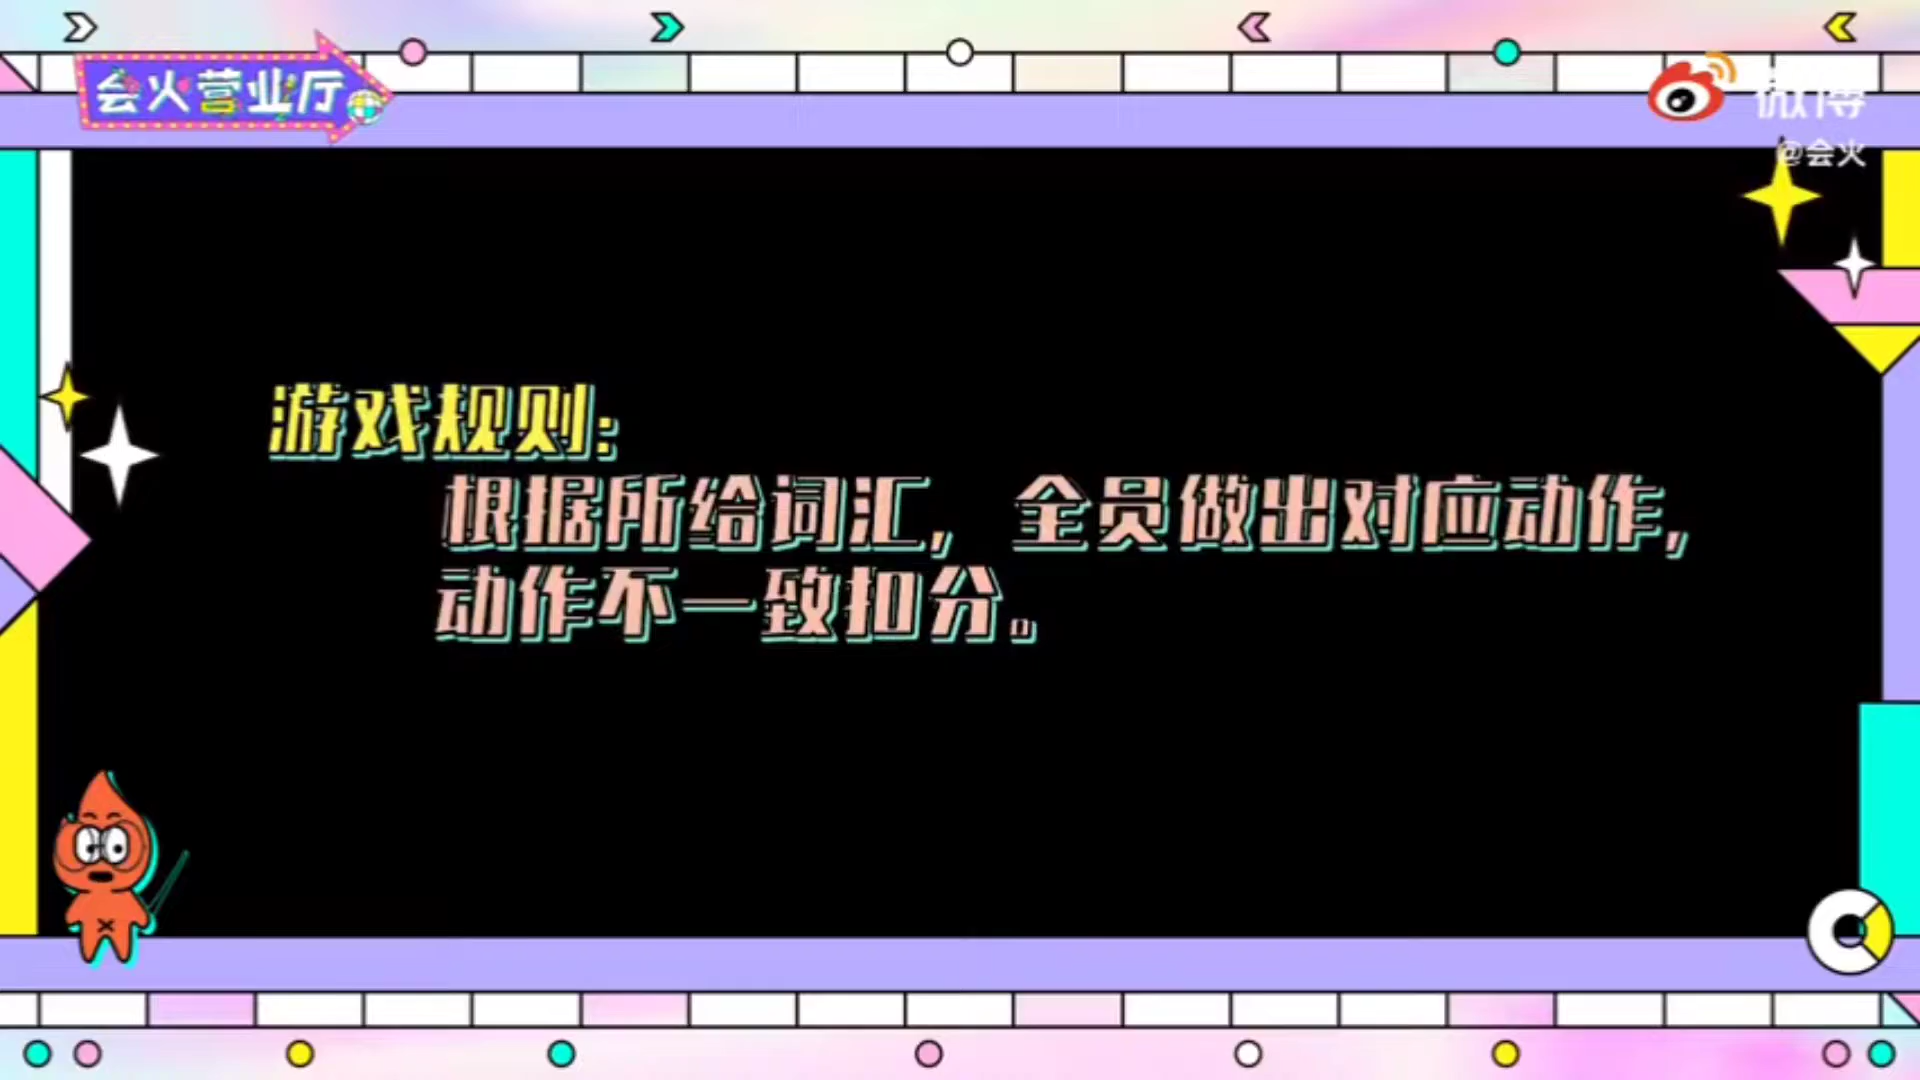 会火营业厅
微博
@会火
游戏规则:
根据所给词汇,全员做出对应动作,
动作不一致扣分。